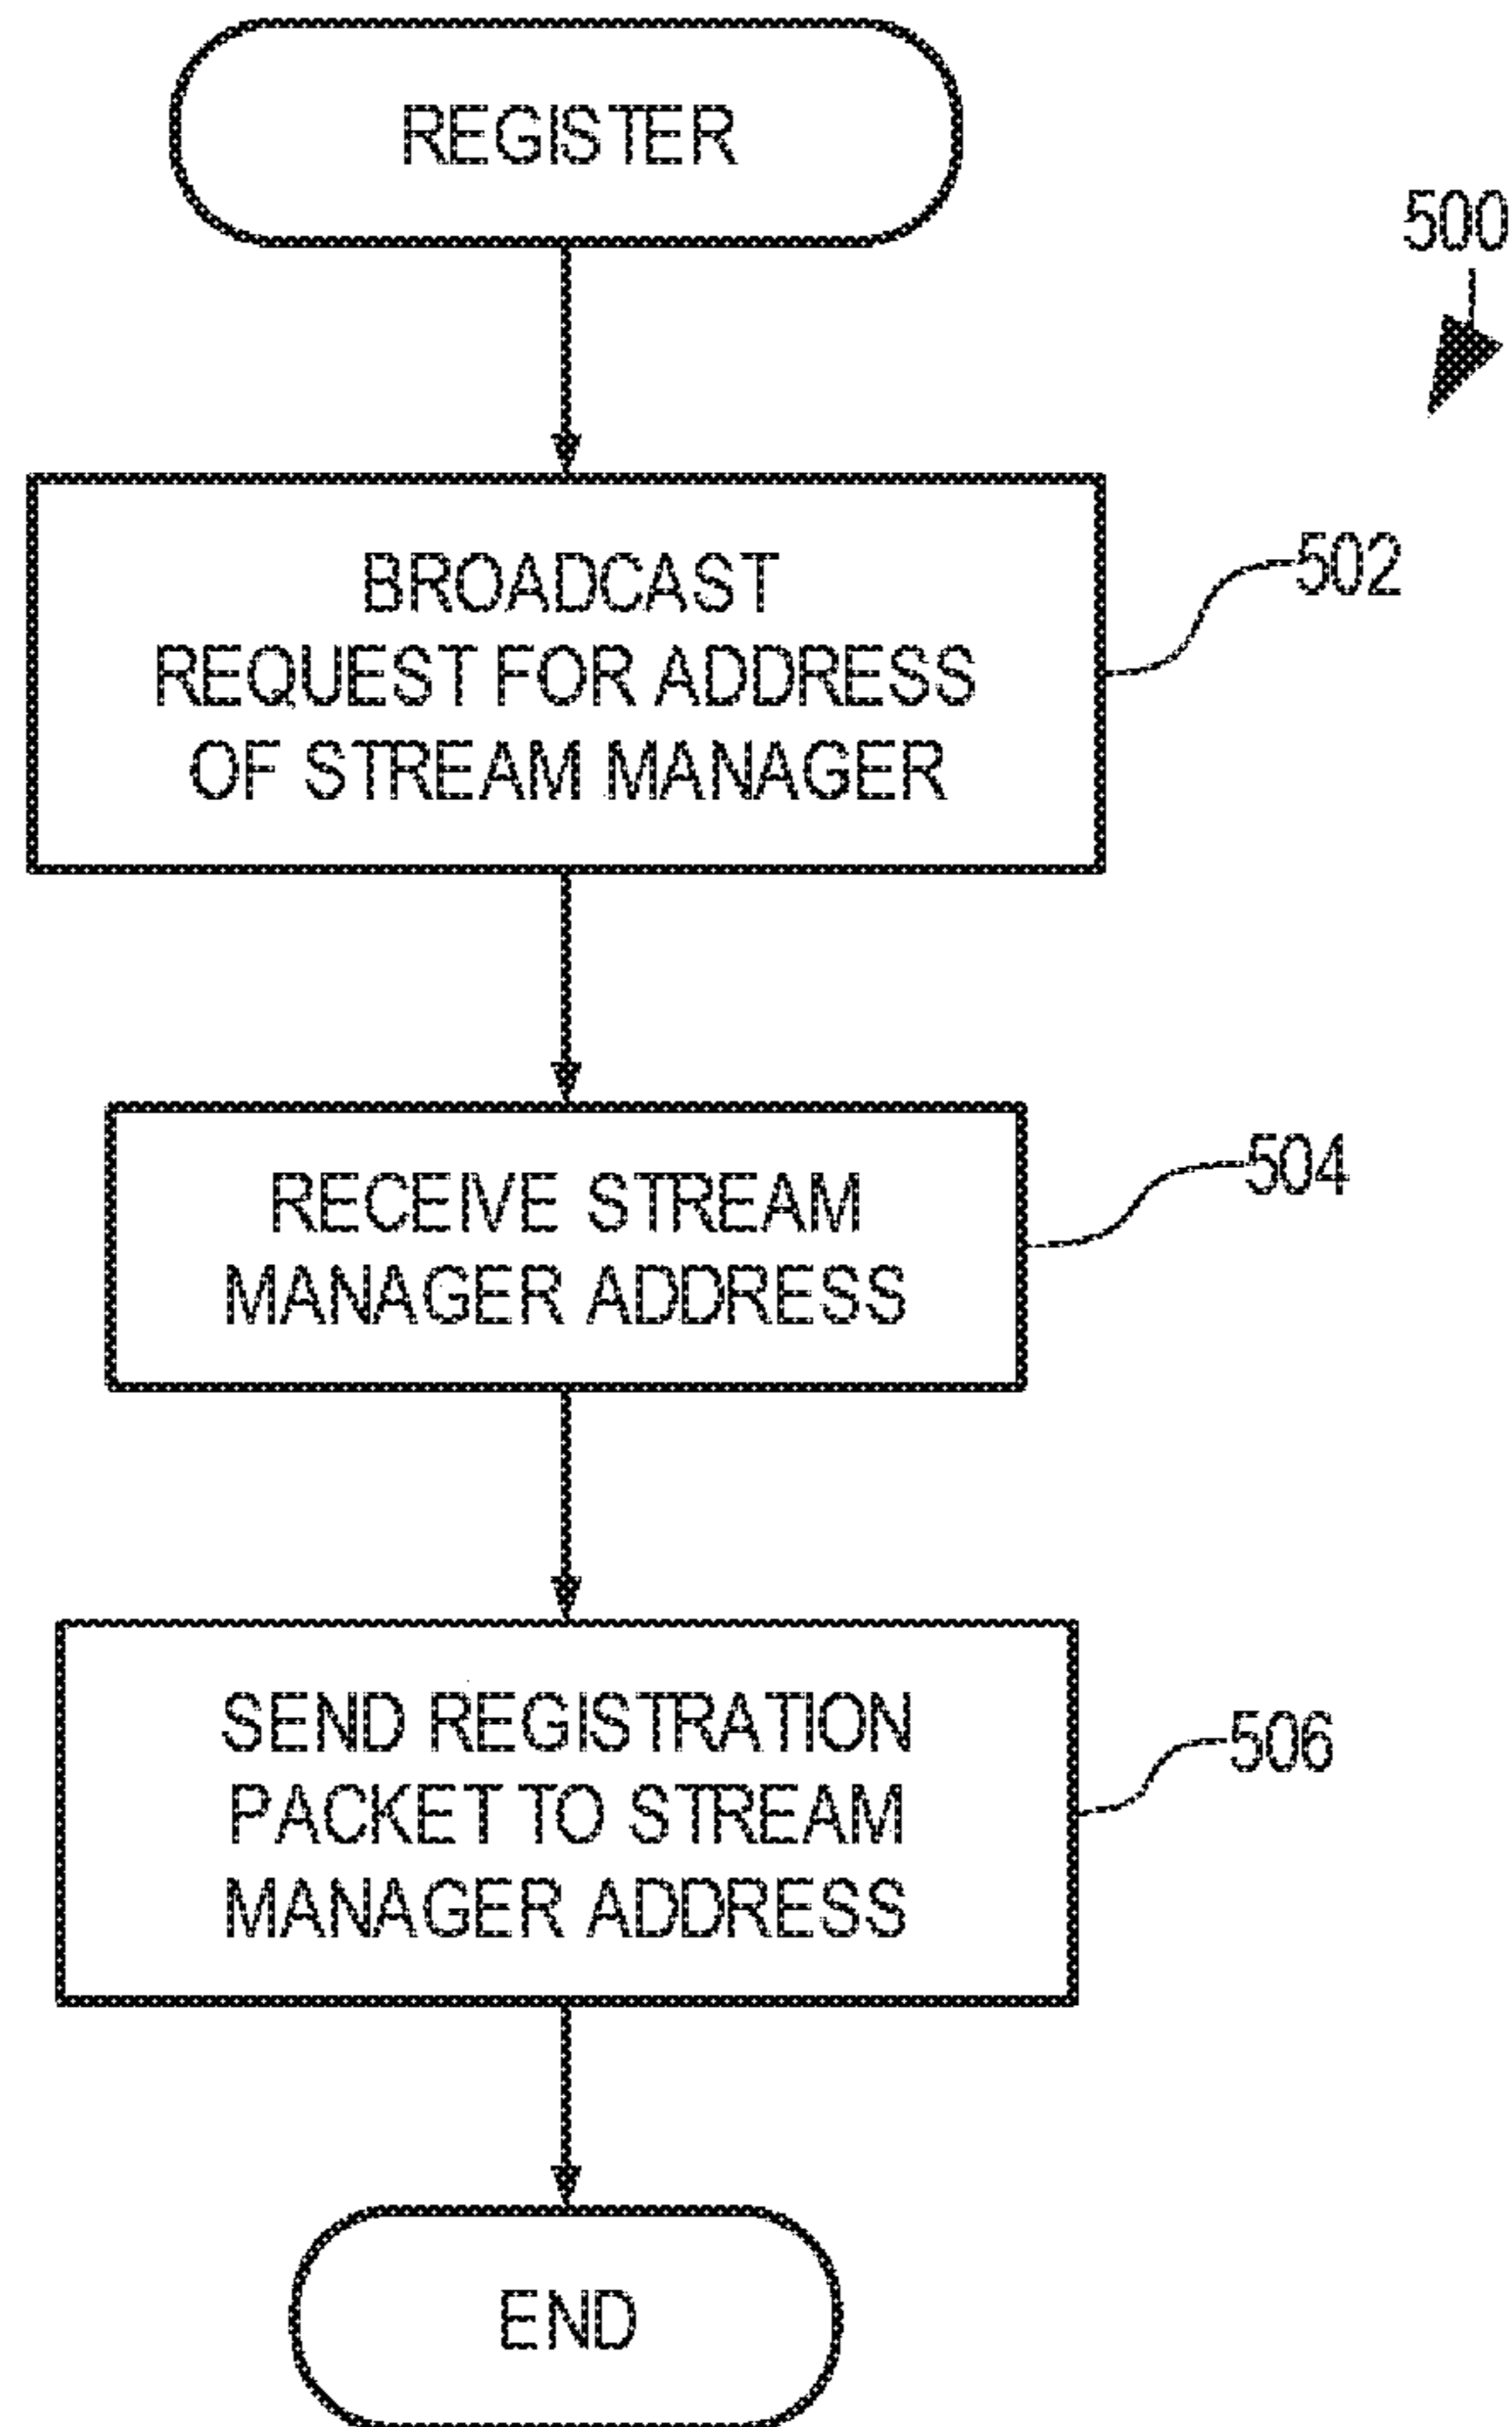 REGISTER
500
BROADCAST
REQUEST FOR ADDRESS
OF STREAM MANAGER
502
RECEIVE STREAM
MANAGER ADDRESS
504
SEND REGISTRATION
PACKET TO STREAM
MANAGER ADDRESS
506
END